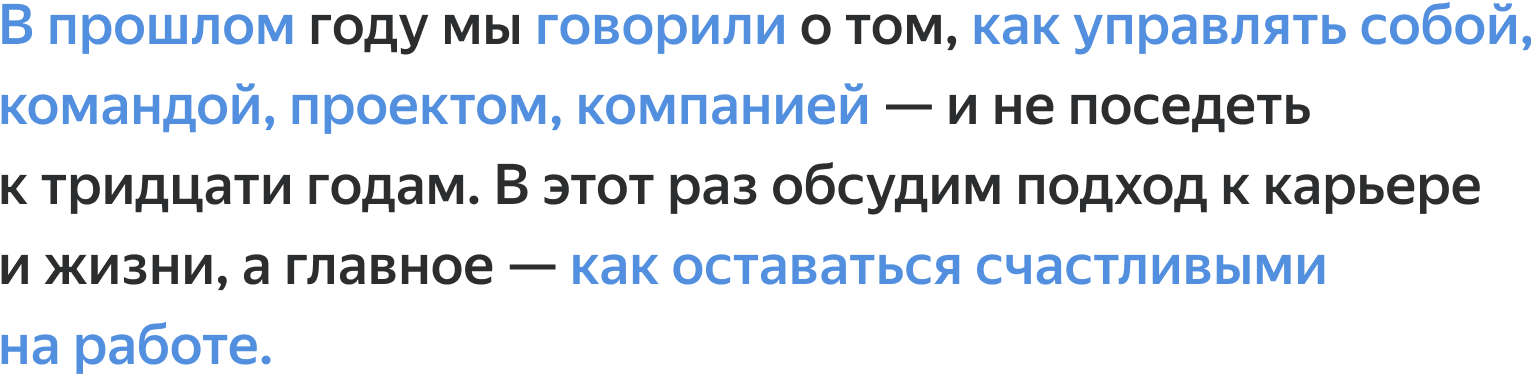 В прошлом году мы говорили о том, как управлять собой,
командой, проектом, компанией — и не поседеть
к тридцати годам. В этот раз обсудим подход к карьере
и жизни, а главное — как оставаться счастливыми
на работе.